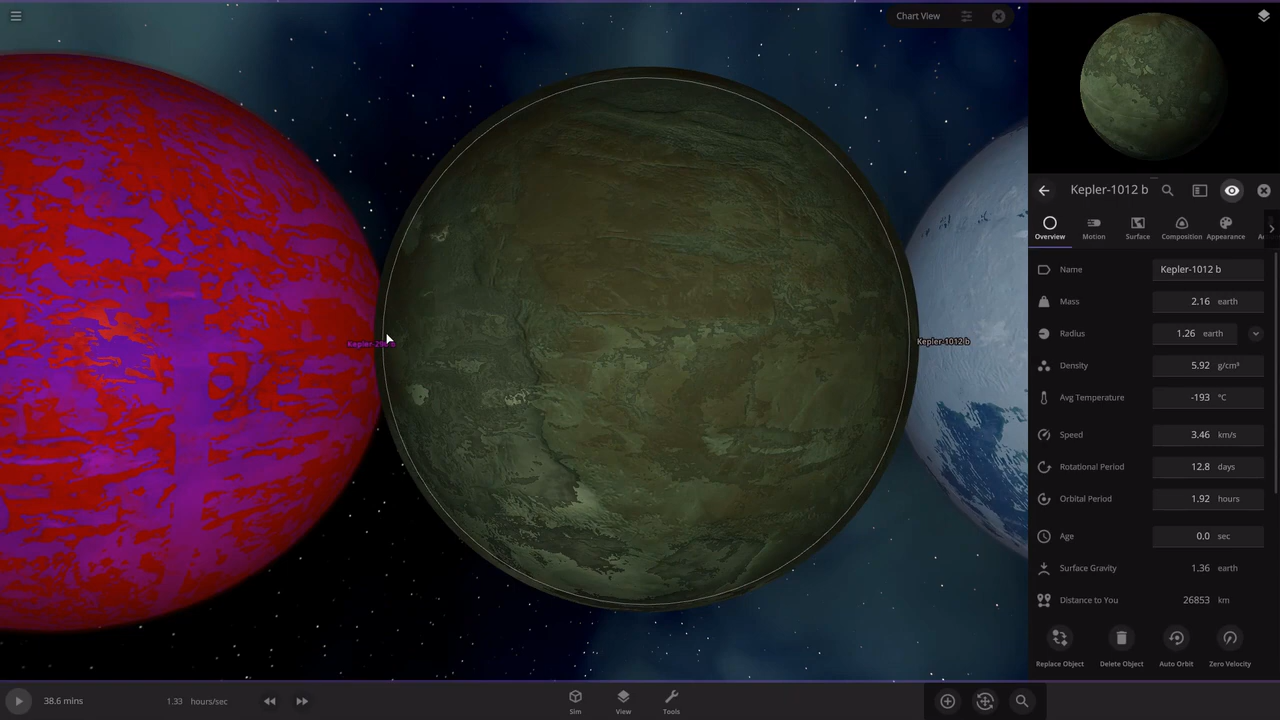 Chart View
Kepler-1012 b
Overview
Motion
Surface
Composition
Appearance
Name
Kepler-1012 b
Mass
2.16 earth
Radius
1.26 earth
Density
5.92 g/cm³
Avg Temperature
-193 °C
Speed
3.46 km/s
Rotational Period
12.8 days
Orbital Period
1.92 hours
Age
0.0 sec
Surface Gravity
1.36 earth
Distance to You
26853 km
Replace Object
Delete Object
Auto Orbit
Zero Velocity
Kepler-1012 b
38.6 mins
1.33 hours/sec
Sim
View
Tools